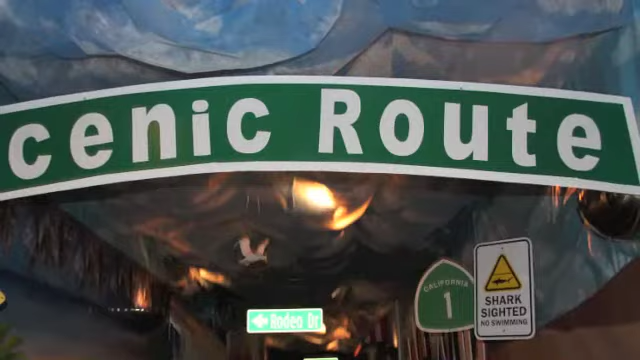 cenic Route
CALIFORNIA
1
SHARK
SIGHTED
NO SWIMMING
Rodeo Dr